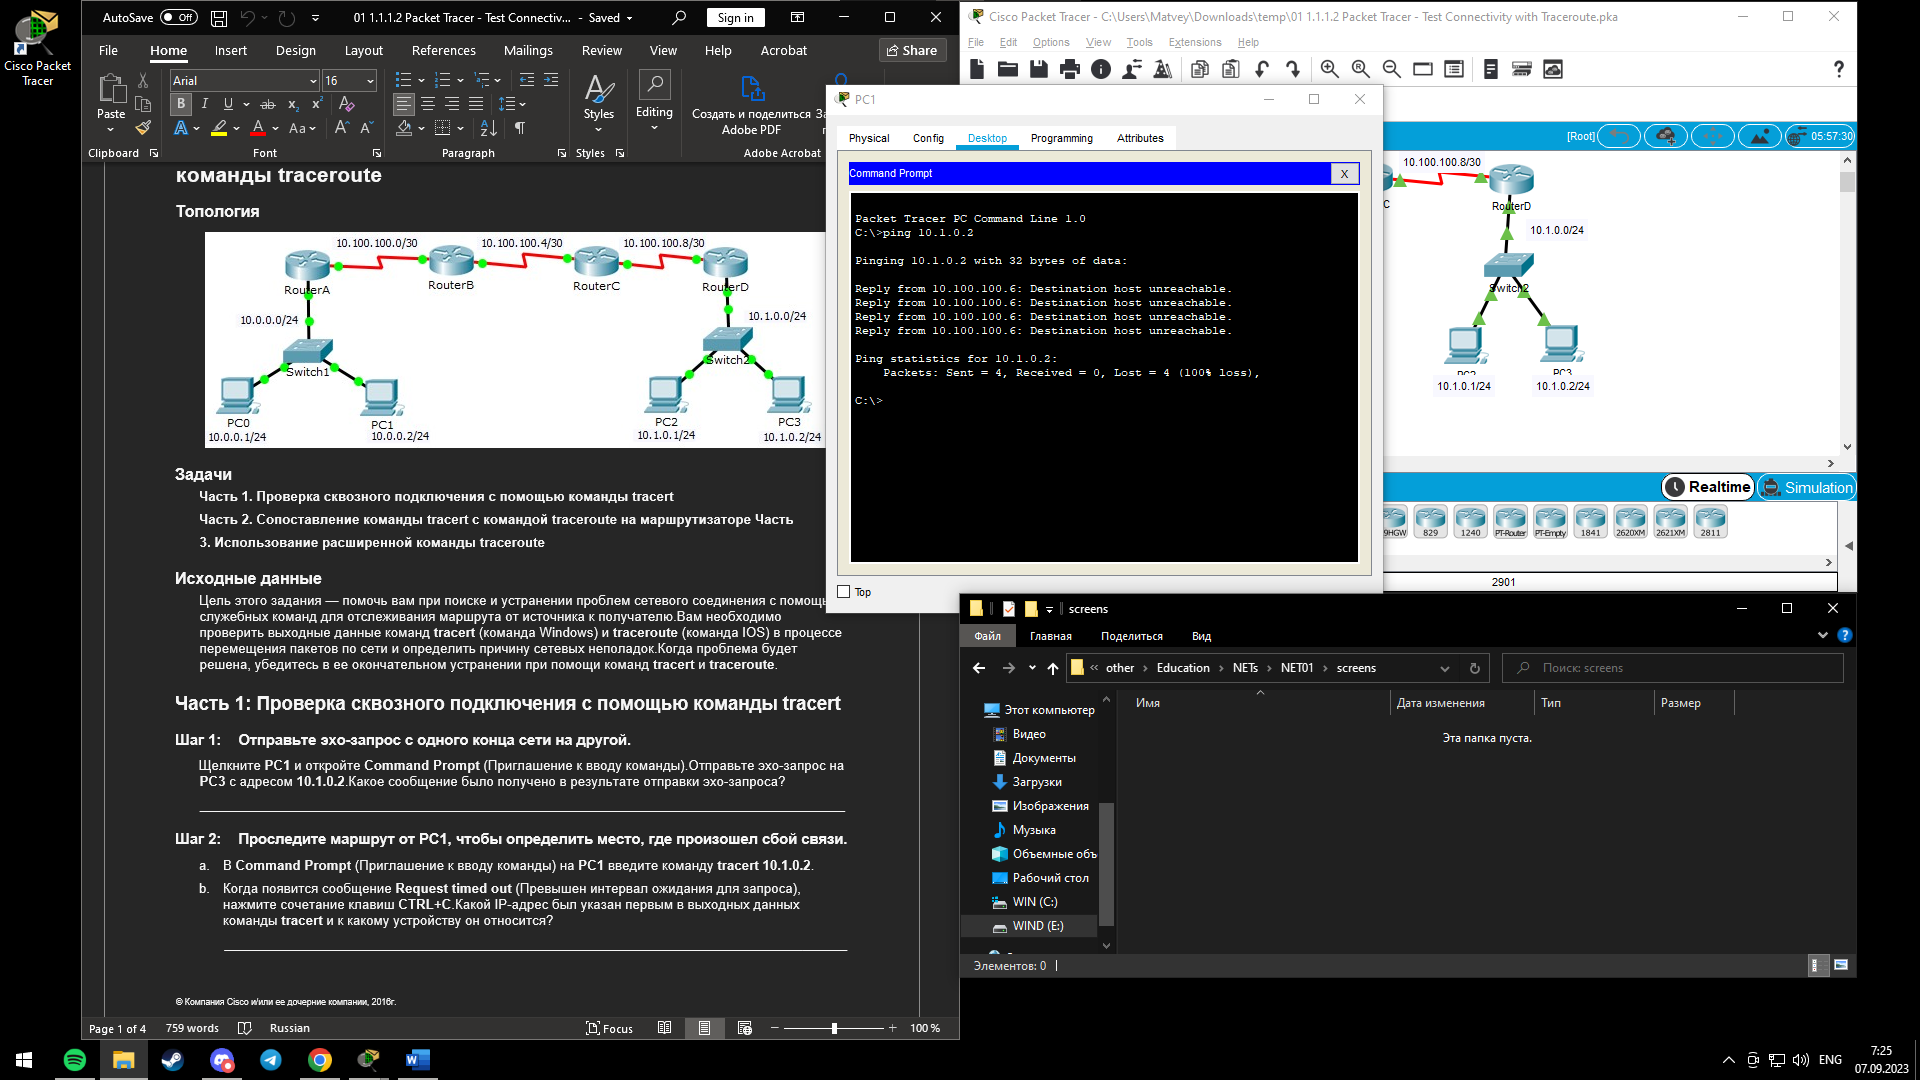 Cisco Packet
Tracer
AutoSave Off
01 1.1.1.2 Packet Tracer - Test Connectiv... - Saved
Sign in
File Home Insert Design Layout References Mailings Review View Help Acrobat
Share
Paste
Arial 16
Styles
Editing
Создать и поделиться
Adobe PDF
Clipboard Font Paragraph Styles Adobe Acrobat
команды traceroute
Топология
10.100.100.0/30 10.100.100.4/30 10.100.100.8/30
RouterA RouterB RouterC RouterD
10.0.0.0/24 10.1.0.0/24
Switch1 Switch2
PC0 PC1 PC2 PC3
10.0.0.1/24 10.0.0.2/24 10.1.0.1/24 10.1.0.2/24
Задачи
Часть 1. Проверка сквозного подключения с помощью команды tracert
Часть 2. Сопоставление команды tracert с командой traceroute на маршрутизаторе Часть
3. Использование расширенной команды traceroute
Исходные данные
Цель этого задания — помочь вам при поиске и устранении проблем сетевого соединения с помощь
служебных команд для отслеживания маршрута от источника к получателю.Вам необходимо
проверить выходные данные команд tracert (команда Windows) и traceroute (команда IOS) в процессе
перемещения пакетов по сети и определить причину сетевых неполадок.Когда проблема будет
решена, убедитесь в ее окончательном устранении при помощи команд tracert и traceroute.
Часть 1: Проверка сквозного подключения с помощью команды tracert
Шаг 1: Отправьте эхо-запрос с одного конца сети на другой.
Щелкните PC1 и откройте Command Prompt (Приглашение к вводу команды).Отправьте эхо-запрос на
PC3 с адресом 10.1.0.2.Какое сообщение было получено в результате отправки эхо-запроса?
Шаг 2: Проследите маршрут от PC1, чтобы определить место, где произошел сбой связи.
a. В Command Prompt (Приглашение к вводу команды) на PC1 введите команду tracert 10.1.0.2.
b. Когда появится сообщение Request timed out (Превышен интервал ожидания для запроса),
нажмите сочетание клавиш CTRL+C.Какой IP-адрес был указан первым в выходных данных
команды tracert и к какому устройству он относится?
© Компания Cisco и/или ее дочерние компании, 2016г.
Page 1 of 4 759 words Russian Focus 100 %
Cisco Packet Tracer - C:\Users\Matvey\Downloads\temp\01 1.1.1.2 Packet Tracer - Test Connectivity with Traceroute.pka
File Edit Options View Tools Extensions Help
[Root] 05:57:30
PC1
Physical Config Desktop Programming Attributes
Command Prompt X
Packet Tracer PC Command Line 1.0
C:\>ping 10.1.0.2
Pinging 10.1.0.2 with 32 bytes of data:
Reply from 10.100.100.6: Destination host unreachable.
Reply from 10.100.100.6: Destination host unreachable.
Reply from 10.100.100.6: Destination host unreachable.
Reply from 10.100.100.6: Destination host unreachable.
Ping statistics for 10.1.0.2:
Packets: Sent = 4, Received = 0, Lost = 4 (100% loss),
C:\>
Top
10.100.100.8/30
C RouterD
10.1.0.0/24
Switch2
PC2 PC3
10.1.0.1/24 10.1.0.2/24
Realtime Simulation
9HGW 829 1240 PT-Router PT-Empty 1841 2620XM 2621XM 2811
2901
screens
Файл Главная Поделиться Вид
other Education NETs NET01 screens
Поиск: screens
Имя Дата изменения Тип Размер
Эта папка пуста.
Этот компьютер
Видео
Документы
Загрузки
Изображения
Музыка
Объемные объ
Рабочий стол
WIN (C:)
WIND (E:)
Элементов: 0
ENG
7:25
07.09.2023